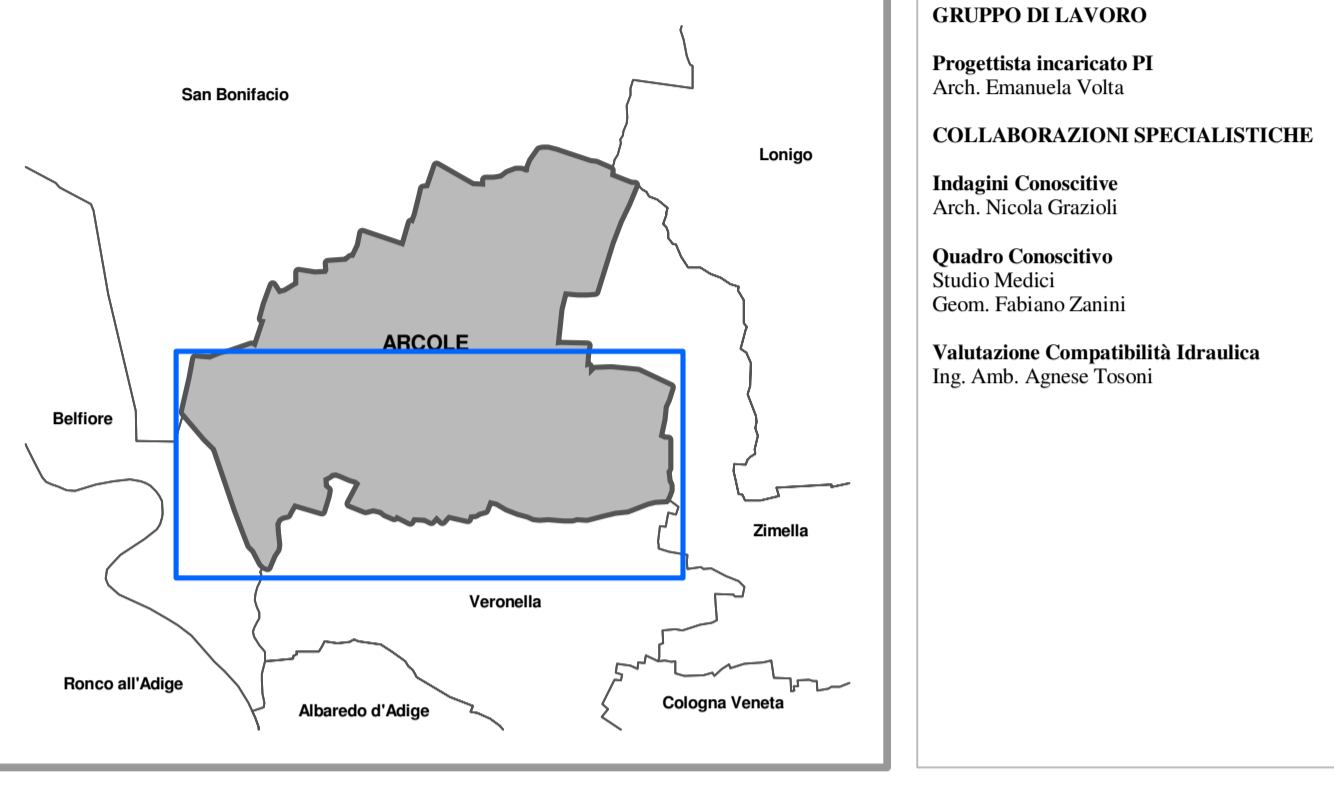 San Bonifacio
Lonigo
ARCOLE
Belfiore
Zimella
Veronella
Ronco all'Adige
Albaredo d'Adige
Cologna Veneta
GRUPPO DI LAVORO
Progettista incaricato PI
Arch. Emanuela Volta
COLLABORAZIONI SPECIALISTICHE
Indagini Conoscitive
Arch. Nicola Grazioli
Quadro Conoscitivo
Studio Medici
Geom. Fabiano Zanini
Valutazione Compatibilità Idraulica
Ing. Amb. Agnese Tosoni